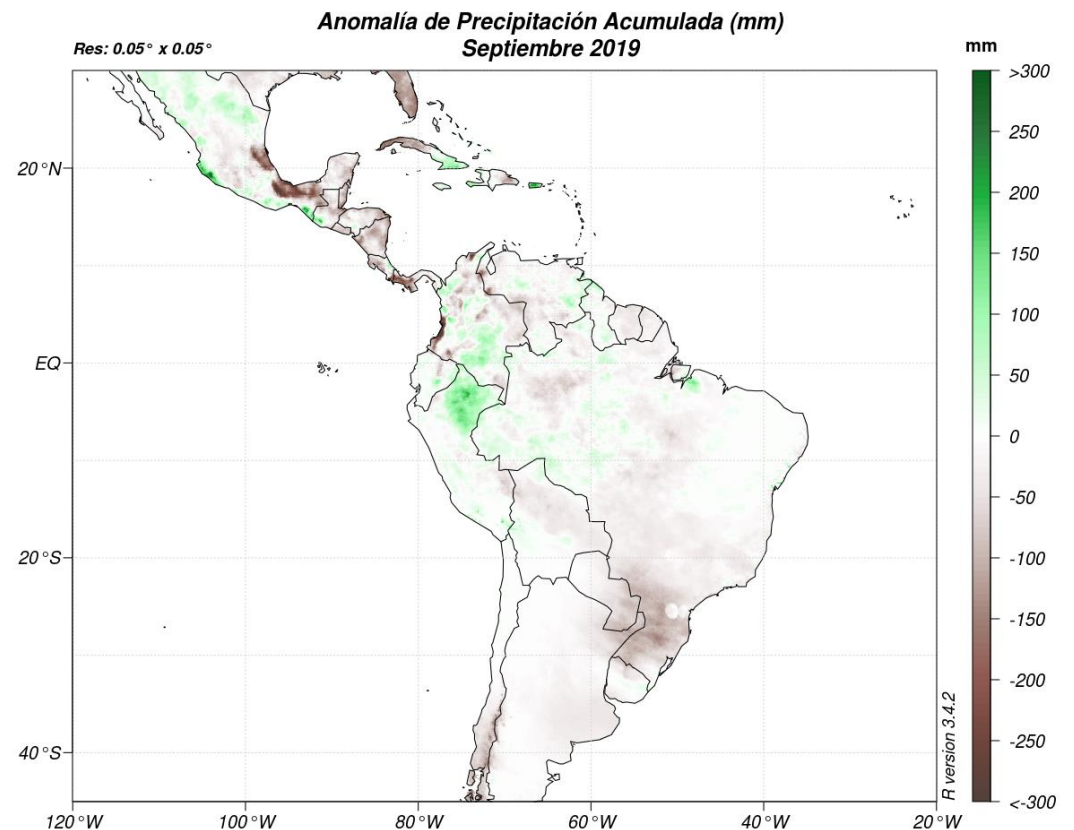 Anomalía de Precipitación Acumulada (mm)
Septiembre 2019
Res: 0.05° x 0.05°
mm
>300
250
200
150
100
50
0
-50
-100
-150
-200
-250
<-300
20°N
EQ
20°S
40°S
120°W
100°W
80°W
60°W
40°W
20°W
R version 3.4.2